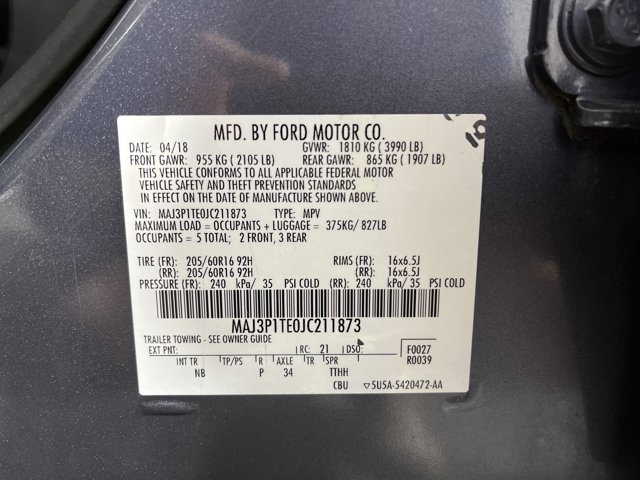 MFD. BY FORD MOTOR CO.
DATE: 04/18 GVWR: 1810 KG ( 3990 LB)
FRONT GAWR: 955 KG ( 2105 LB) REAR GAWR: 865 KG ( 1907 LB)
THIS VEHICLE CONFORMS TO ALL APPLICABLE FEDERAL MOTOR
VEHICLE SAFETY AND THEFT PREVENTION STANDARDS
IN EFFECT ON THE DATE OF MANUFACTURE SHOWN ABOVE.
VIN: MAJ3P1TE0JC211873 TYPE: MPV
MAXIMUM LOAD = OCCUPANTS + LUGGAGE = 375KG/ 827LB
OCCUPANTS = 5 TOTAL; 2 FRONT, 3 REAR
TIRE (FR): 205/60R16 92H RIMS (FR): 16x6.5J
(RR): 205/60R16 92H (RR): 16x6.5J
PRESSURE (FR): 240 kPa/ 35 PSI COLD (RR): 240 kPa/ 35 PSI COLD
MAJ3P1TE0JC211873
TRAILER TOWING - SEE OWNER GUIDE
EXT PNT: RC: 21 DSO: F0027
R0039
INT TR TP/PS R AXLE TR SPR
NB P 34 TTHH
CBU ▽5U5A-5420472-AA